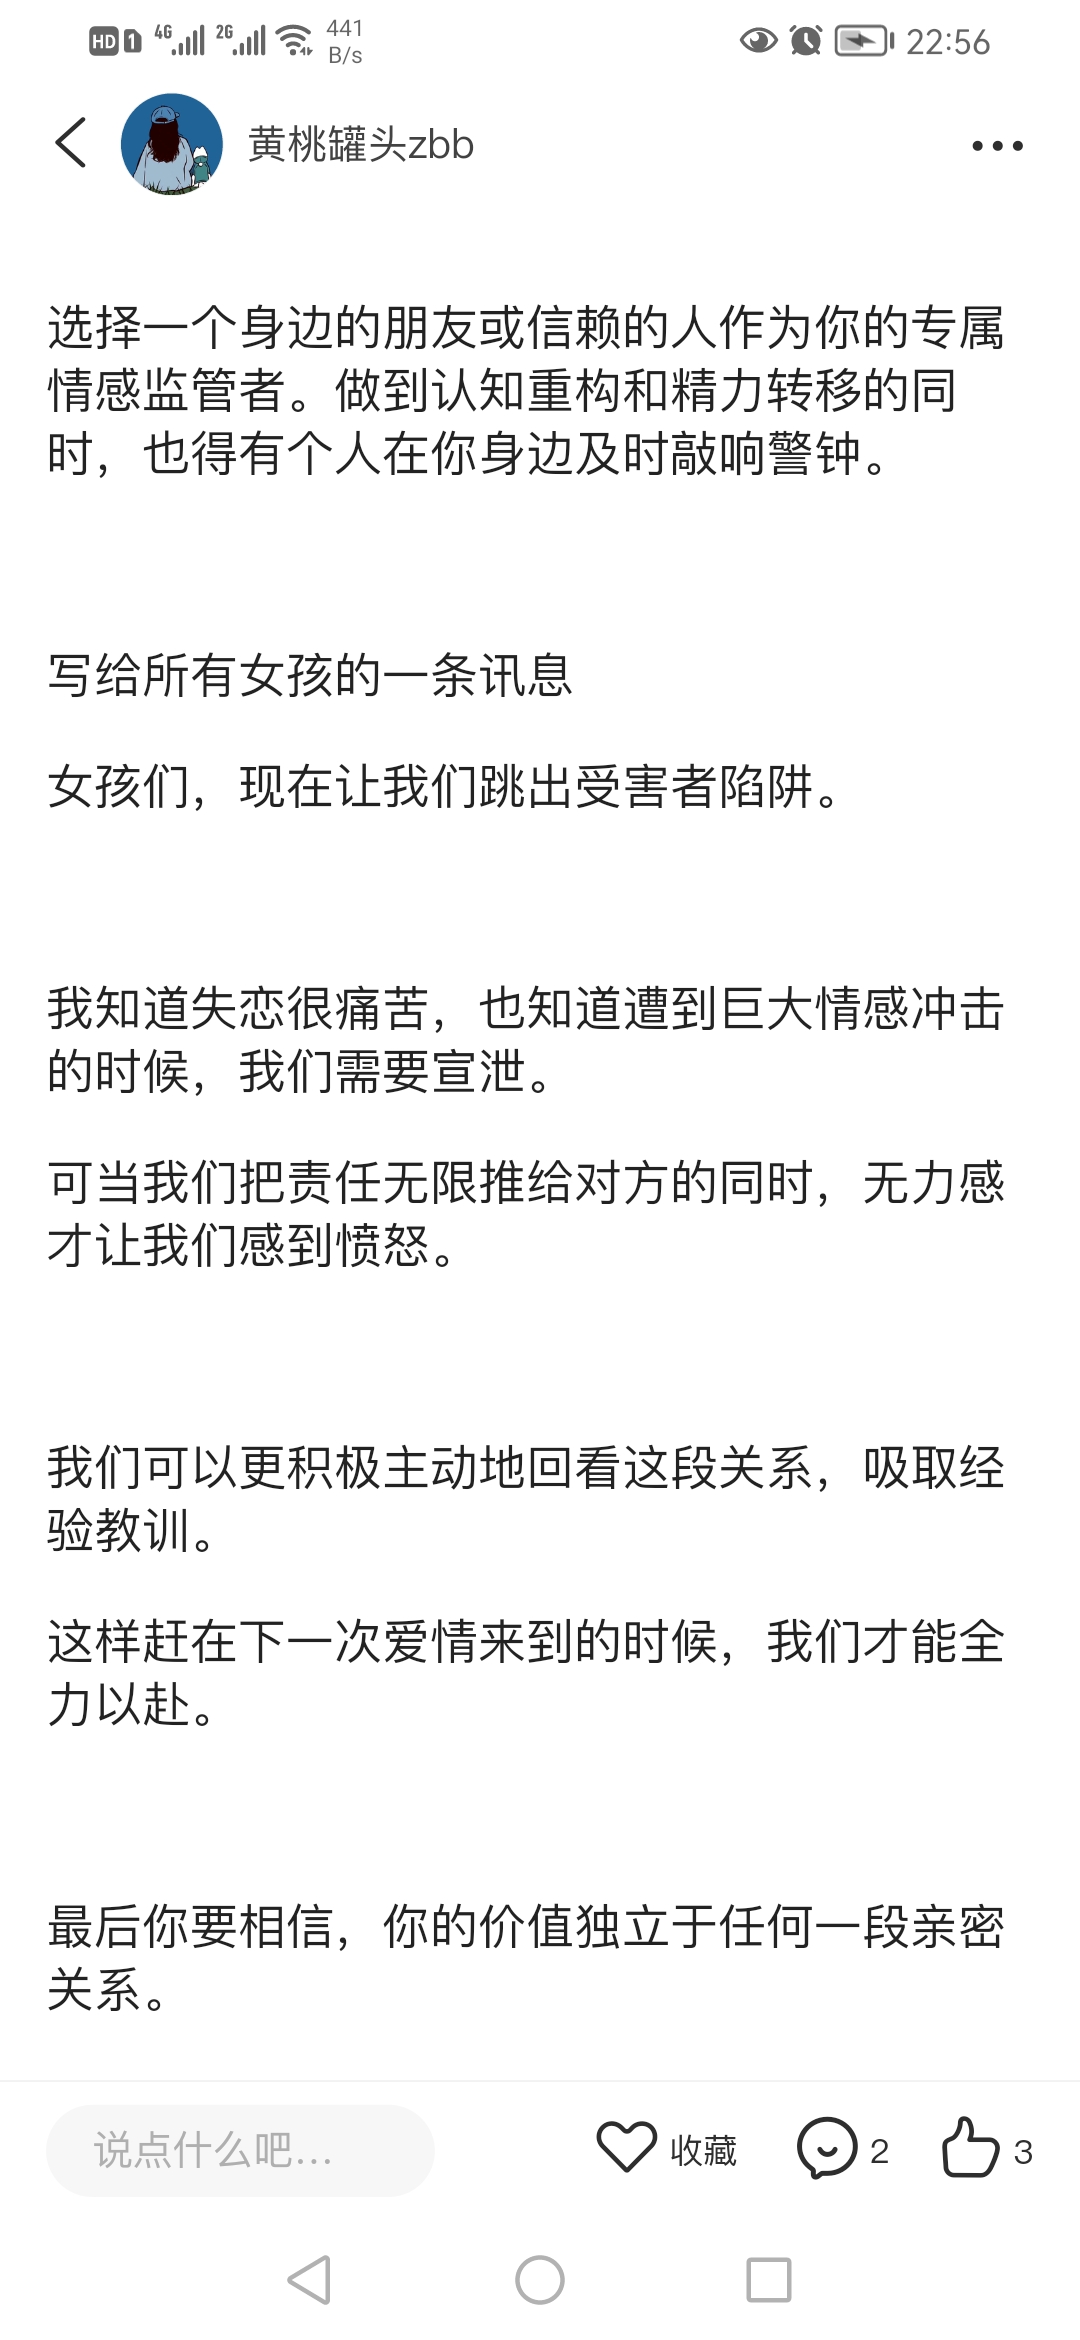 HD 1 4G 2G 441 B/s 22:56
黄桃罐头zbb
选择一个身边的朋友或信赖的人作为你的专属
情感监管者。做到认知重构和精力转移的同
时，也得有个人在你身边及时敲响警钟。
写给所有女孩的一条讯息
女孩们，现在让我们跳出受害者陷阱。
我知道失恋很痛苦，也知道遭到巨大情感冲击
的时候，我们需要宣泄。
可当我们把责任无限推给对方的同时，无力感
才让我们感到愤怒。
我们可以更积极主动地回看这段关系，吸取经
验教训。
这样赶在下一次爱情来到的时候，我们才能全
力以赴。
最后你要相信，你的价值独立于任何一段亲密
关系。
说点什么吧... 收藏 2 3